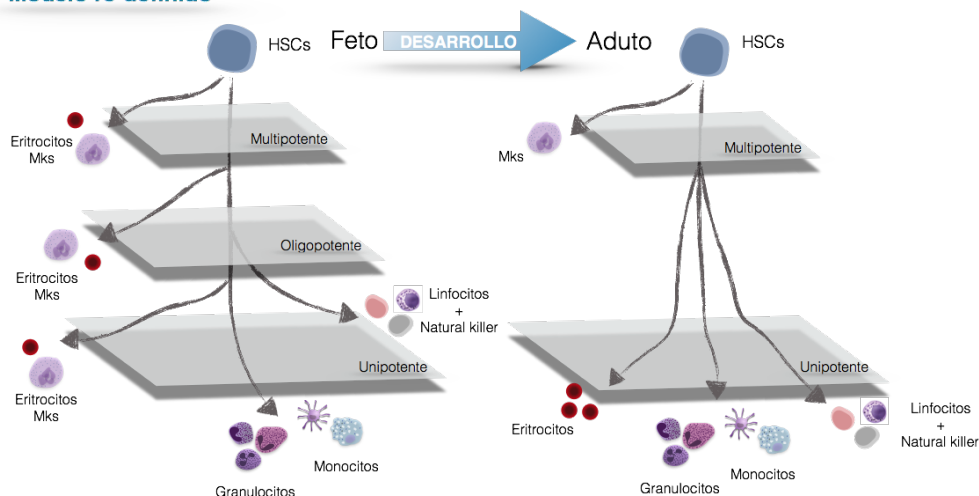 HSCs
Feto
DESARROLLO
Aduto
HSCs
Eritrocitos
Mks
Multipotente
Mks
Multipotente
Oligopotente
Eritrocitos
Mks
Linfocitos
+
Natural killer
Unipotente
Unipotente
Eritrocitos
Mks
Eritrocitos
Linfocitos
+
Natural killer
Monocitos
Granulocitos
Monocitos
Granulocitos